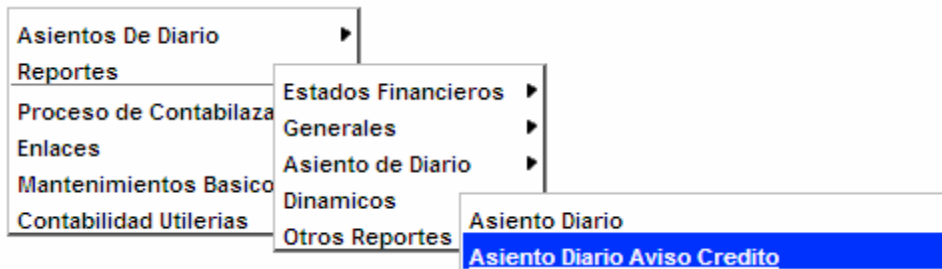 Asientos De Diario
Reportes
Proceso de Contabilaza
Enlaces
Mantenimientos Basico
Contabilidad Utilerias
Estados Financieros
Generales
Asiento de Diario
Dinamicos
Otros Reportes
Asiento Diario
Asiento Diario Aviso Credito